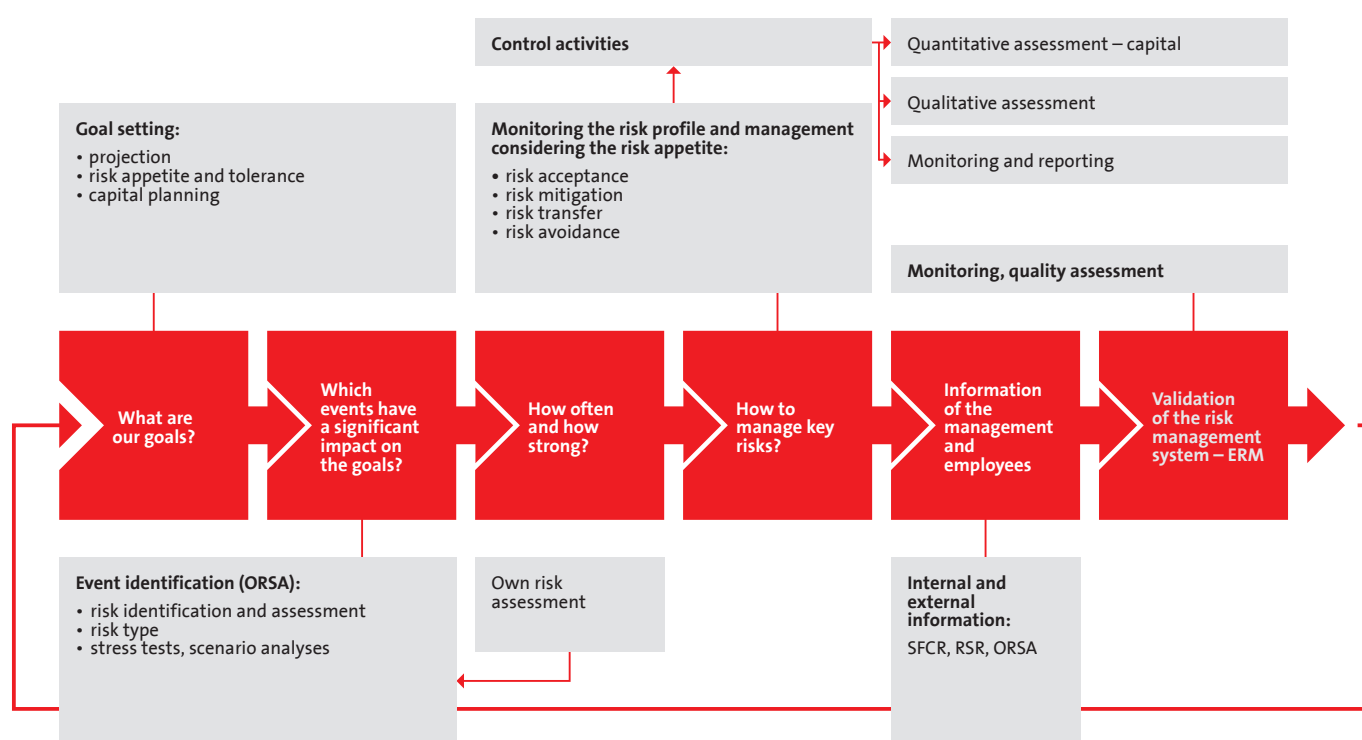 Control activities
Quantitative assessment – capital
Qualitative assessment
Monitoring and reporting
Goal setting:
• projection
• risk appetite and tolerance
• capital planning
Monitoring the risk profile and management
considering the risk appetite:
• risk acceptance
• risk mitigation
• risk transfer
• risk avoidance
Monitoring, quality assessment
What are
our goals?
Which
events have
a significant
impact on
the goals?
How often
and how
strong?
How to
manage key
risks?
Information
of the
management
and
employees
Validation
of the risk
management
system – ERM
Event identification (ORSA):
• risk identification and assessment
• risk type
• stress tests, scenario analyses
Own risk
assessment
Internal and
external
information:
SFCR, RSR, ORSA